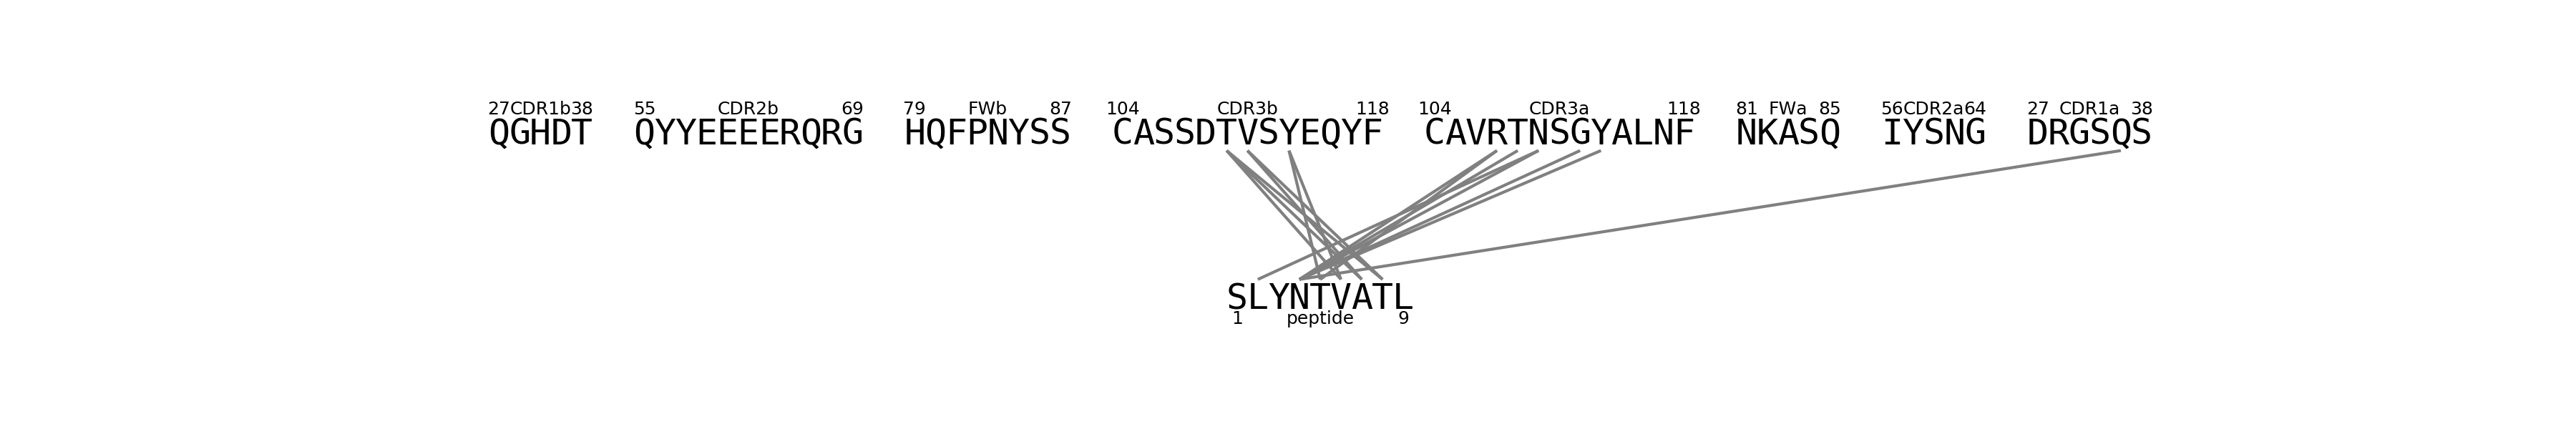 27CDR1b38 55 CDR2b 69 79 FWb 87 104 CDR3b 118 104 CDR3a 118 81 FWa 85 56CDR2a64 27 CDR1a 38
QGHDT QYYEEEERQRG HQFPNYSS CASSDTVSYEQYF CAVRTNSGYALNF NKASQ IYSNG DRGSQS
SLYNTVATL
1 peptide 9